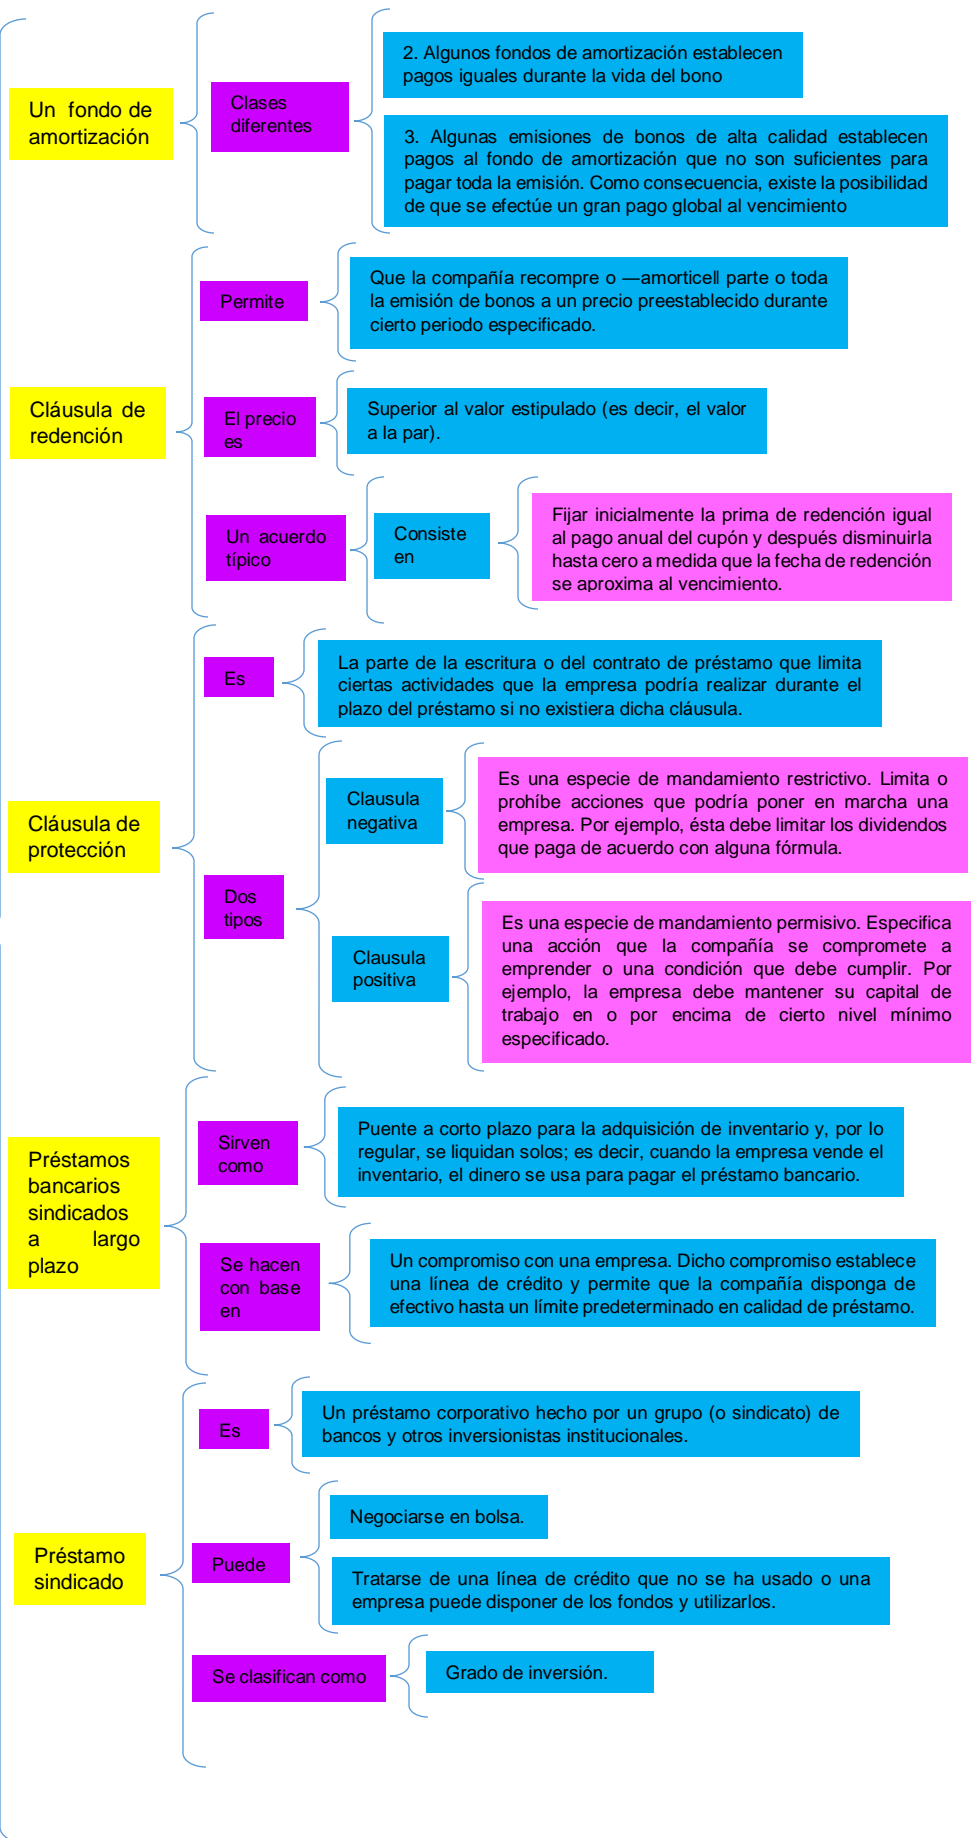 Un fondo de
amortización
Clases
diferentes
2. Algunos fondos de amortización establecen
pagos iguales durante la vida del bono
3. Algunas emisiones de bonos de alta calidad establecen
pagos al fondo de amortización que no son suficientes para
pagar toda la emisión. Como consecuencia, existe la posibilidad
de que se efectúe un gran pago global al vencimiento
Cláusula de
redención
Permite
Que la compañía recompre o ―amorticell parte o toda
la emisión de bonos a un precio preestablecido durante
cierto periodo especificado.
El precio
es
Superior al valor estipulado (es decir, el valor
a la par).
Un acuerdo
típico
Consiste
en
Fijar inicialmente la prima de redención igual
al pago anual del cupón y después disminuirla
hasta cero a medida que la fecha de redención
se aproxima al vencimiento.
Cláusula de
protección
Es
La parte de la escritura o del contrato de préstamo que limita
ciertas actividades que la empresa podría realizar durante el
plazo del préstamo si no existiera dicha cláusula.
Dos
tipos
Clausula
negativa
Es una especie de mandamiento restrictivo. Limita o
prohíbe acciones que podría poner en marcha una
empresa. Por ejemplo, ésta debe limitar los dividendos
que paga de acuerdo con alguna fórmula.
Clausula
positiva
Es una especie de mandamiento permisivo. Especifica
una acción que la compañía se compromete a
emprender o una condición que debe cumplir. Por
ejemplo, la empresa debe mantener su capital de
trabajo en o por encima de cierto nivel mínimo
especificado.
Préstamos
bancarios
sindicados
a largo
plazo
Sirven
como
Puente a corto plazo para la adquisición de inventario y, por lo
regular, se liquidan solos; es decir, cuando la empresa vende el
inventario, el dinero se usa para pagar el préstamo bancario.
Se hacen
con base
en
Un compromiso con una empresa. Dicho compromiso establece
una línea de crédito y permite que la compañía disponga de
efectivo hasta un límite predeterminado en calidad de préstamo.
Préstamo
sindicado
Es
Un préstamo corporativo hecho por un grupo (o sindicato) de
bancos y otros inversionistas institucionales.
Puede
Negociarse en bolsa.
Tratarse de una línea de crédito que no se ha usado o una
empresa puede disponer de los fondos y utilizarlos.
Se clasifican como
Grado de inversión.